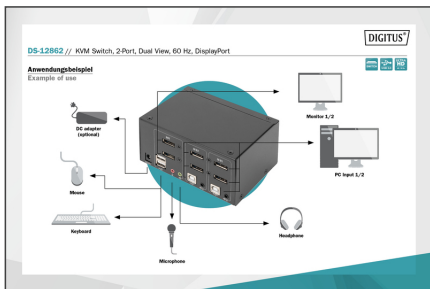 DIGITUS®
DS-12862 // KVM Switch, 2-Port, Dual View, 60 Hz, DisplayPort
Anwendungsbeispiel
Example of use
DC adapter
(optional)
Monitor 1/2
PC Input 1/2
Mouse
Keyboard
Headphone
Microphone